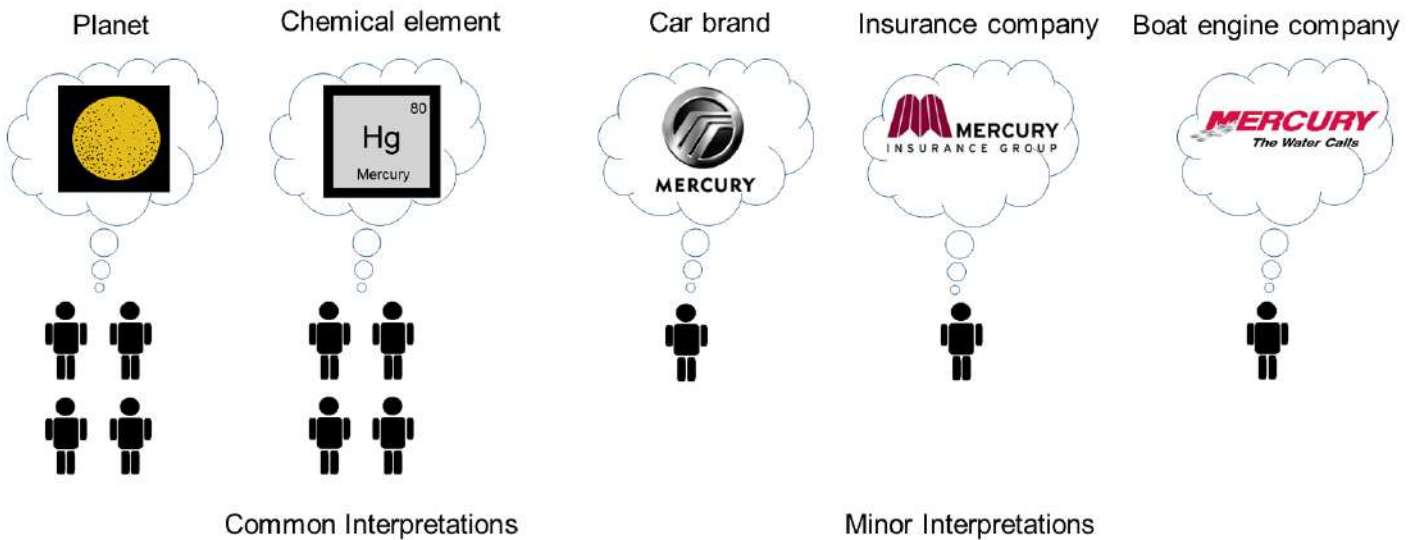 Planet
Chemical element
Car brand
Insurance company
Boat engine company
80
Hg
Mercury
MERCURY
MERCURY
INSURANCE GROUP
MERCURY
The Water Calls
Common Interpretations
Minor Interpretations